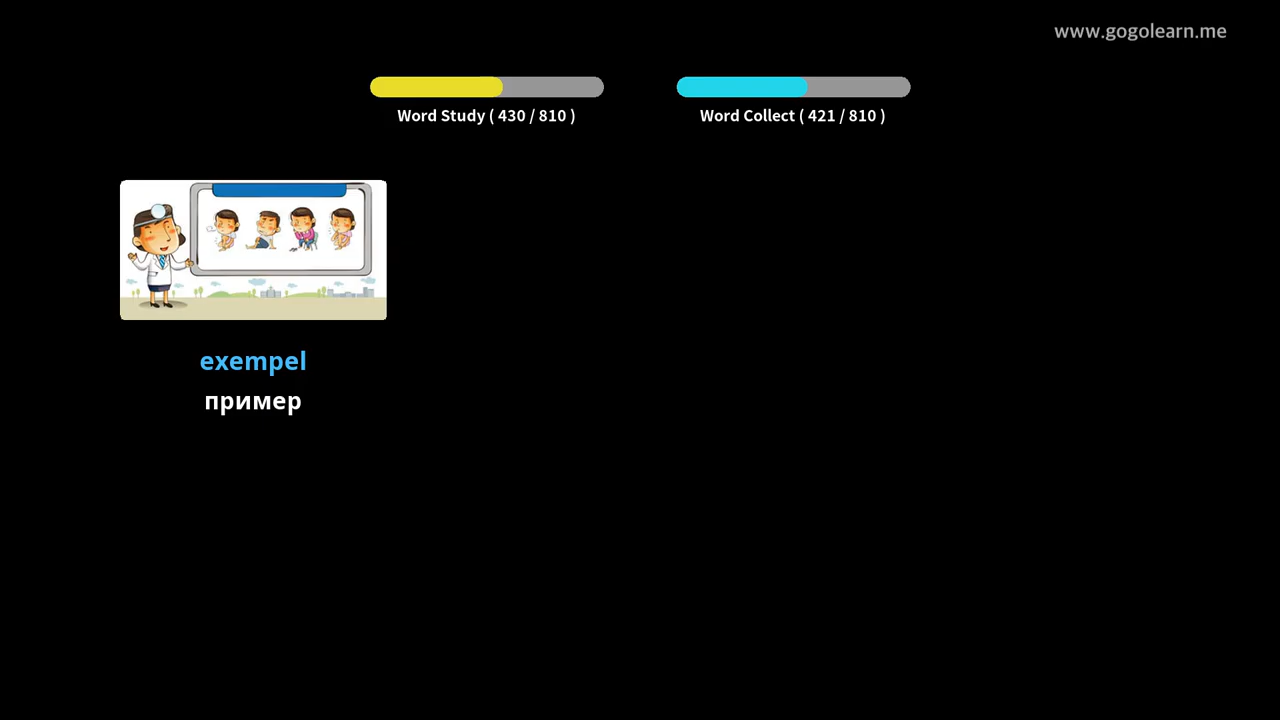 www.gogolearn.me
Word Study ( 430 / 810 )
Word Collect ( 421 / 810 )
exempel
пример